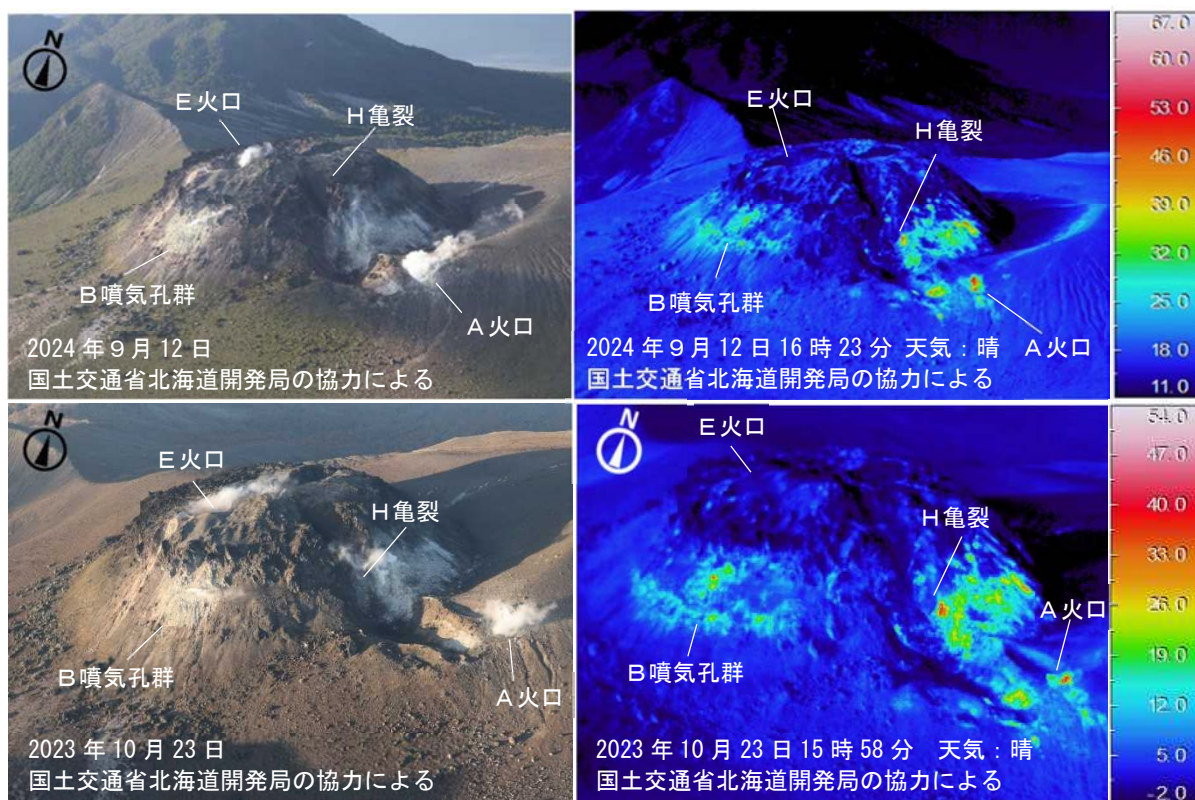 N
E火口
H亀裂
B噴気孔群
A火口
2024年9月12日
国土交通省北海道開発局の協力による
E火口
H亀裂
B噴気孔群
2024年9月12日16時23分 天気：晴 A火口
国土交通省北海道開発局の協力による
67.0
60.0
53.0
46.0
39.0
32.0
25.0
18.0
11.0
N
E火口
H亀裂
B噴気孔群
A火口
2023年10月23日
国土交通省北海道開発局の協力による
N
E火口
H亀裂
A火口
B噴気孔群
2023年10月23日15時58分 天気：晴
国土交通省北海道開発局の協力による
54.0
47.0
40.0
33.0
26.0
19.0
12.0
5.0
-2.0